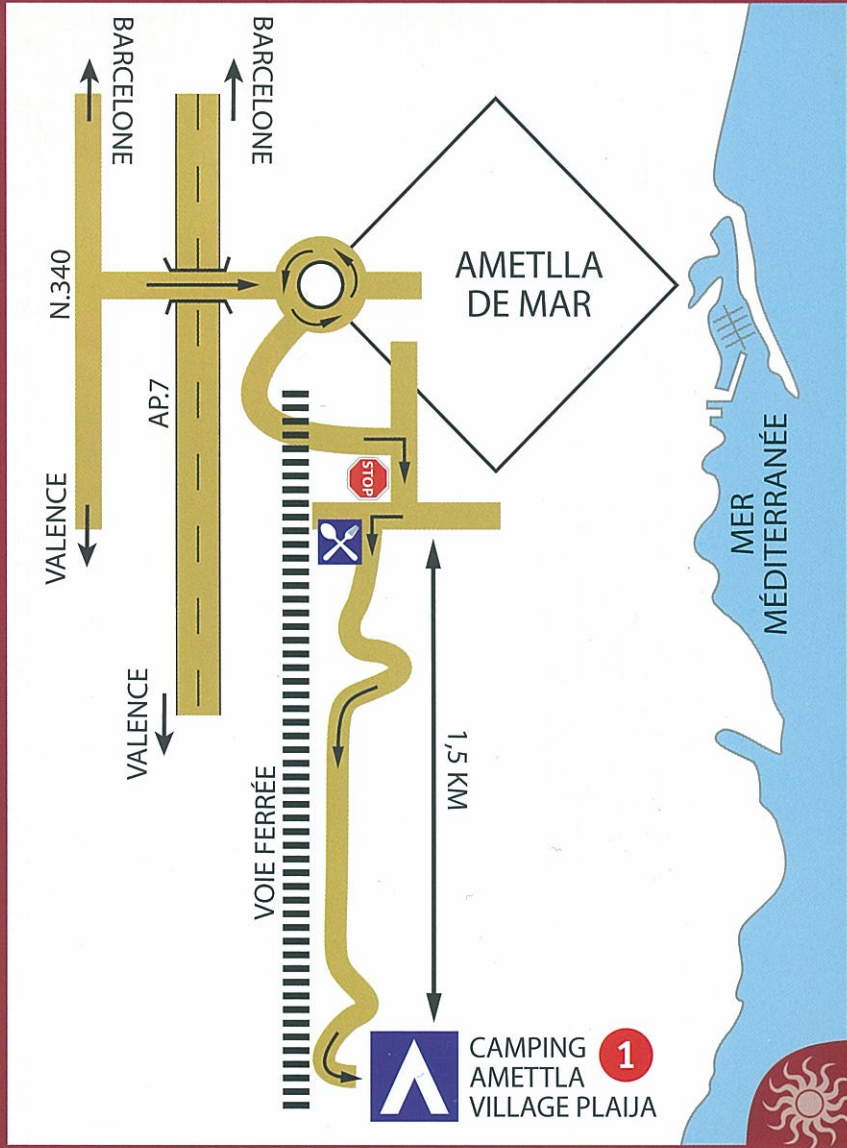 BARCELONE
BARCELONE
N.340
AP.7
VALENCE
VALENCE
AMETLLA
DE MAR
STOP
VOIE FERRÉE
1,5 KM
MER
MÉDITERRANÉE
CAMPING
AMETTLA
VILLAGE PLAIJA
1